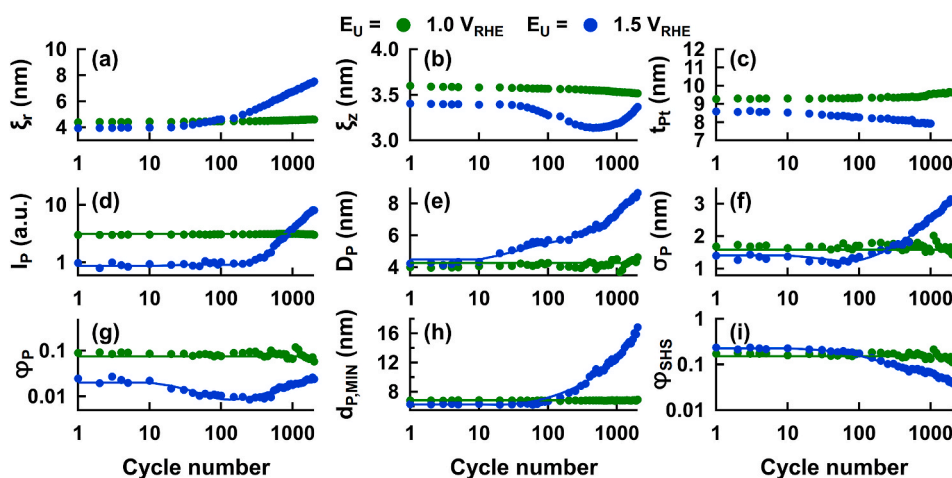 E_U = 1.0 V_RHE E_U = 1.5 V_RHE
(a) (b) (c)
ξ_r (nm) ξ_z (nm) t_Pt (nm)
10 8 6 4 2
4.0 3.5 3.0
12 11 10 9 8 7
1 10 100 1000 1 10 100 1000 1 10 100 1000
(d) (e) (f)
I_P (a.u.) D_P (nm) σ_P (nm)
10 1
8 6 4
3 2 1
1 10 100 1000 1 10 100 1000 1 10 100 1000
(g) (h) (i)
φ_P d_P,MIN (nm) φ_SHS
0.1 0.01
16 12 8
1 0.1 0.01
1 10 100 1000 1 10 100 1000 1 10 100 1000
Cycle number Cycle number Cycle number